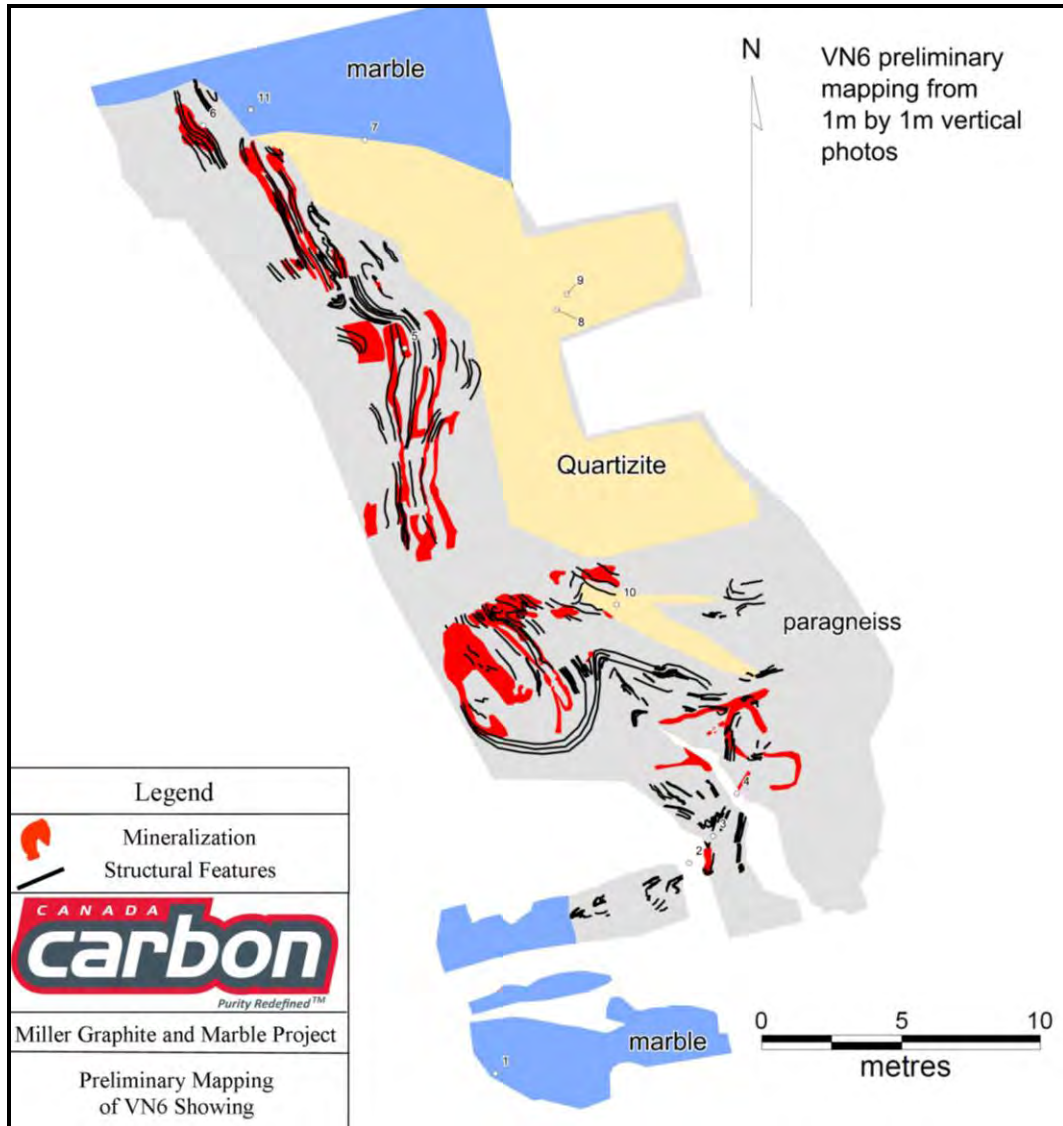 marble
N
VN6 preliminary
mapping from
1m by 1m vertical
photos
11
6
7
9
8
5
Quartizite
10
paragneiss
4
3
2
marble
1
0 5 10
metres
Legend
Mineralization
Structural Features
CANADA
carbon
Purity Redefined™
Miller Graphite and Marble Project
Preliminary Mapping
of VN6 Showing